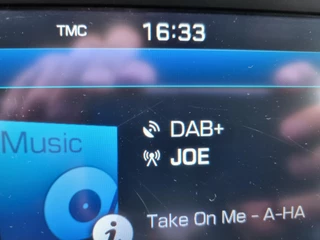 TMC 16:33
Music
DAB+
JOE
i
Take On Me - A-HA